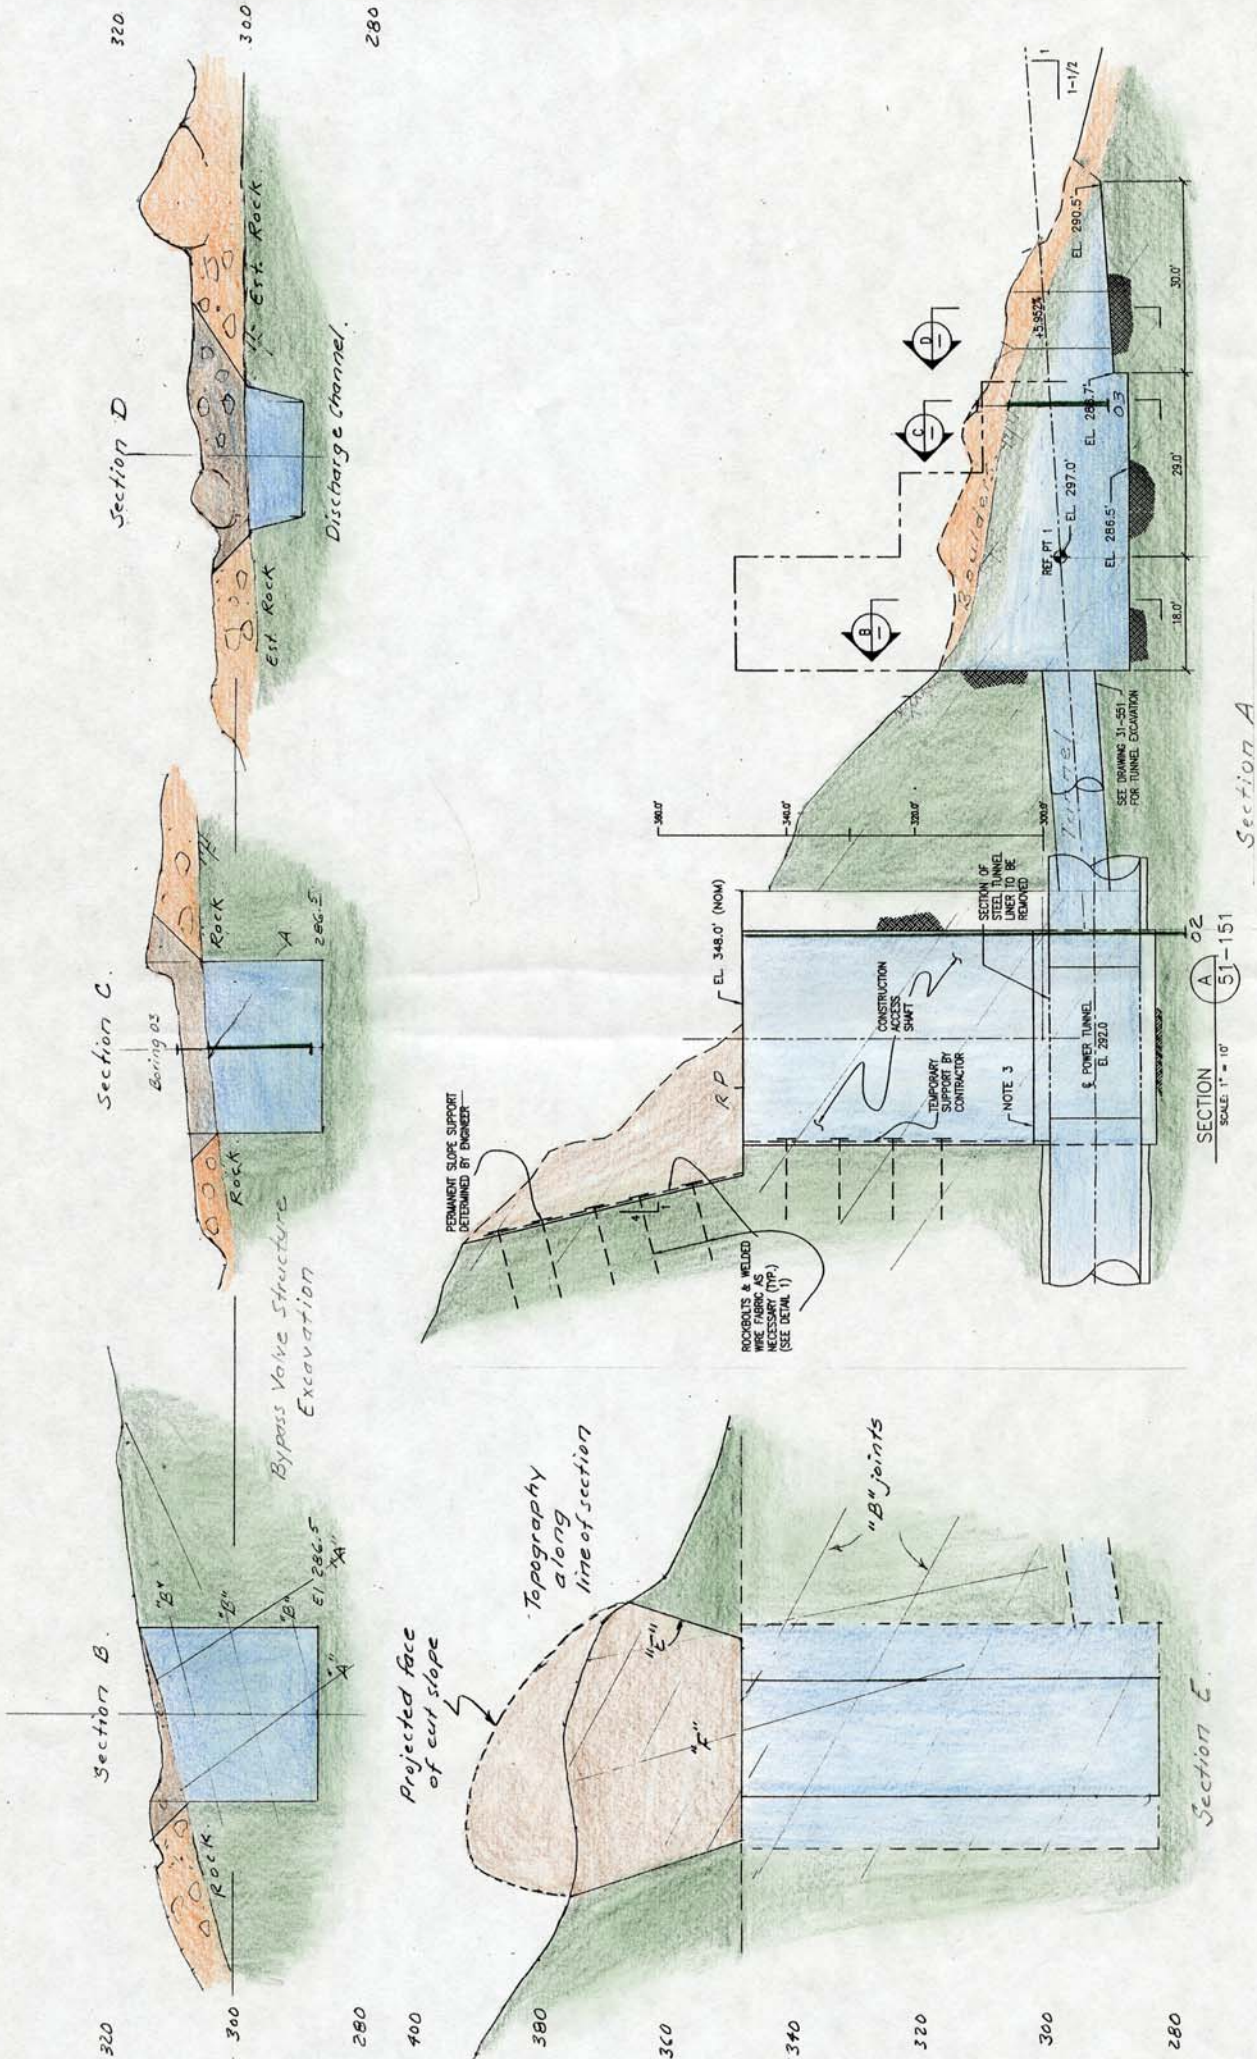 320
300
280
Section B
"B"
"B"
"B"
"A"
"A"
El 286.5
Rock
Bypass Valve Structure
Excavation
Section C.
Boring 03
Rock
Rock
A
286.5
Section D
Est. Rock
Est. Rock
Discharge Channel.
320
300
280
400
380
360
340
320
300
280
Projected face
of cut slope
Topography
along
line of section
"E"
"F"
"B" joints
Section E.
PERMANENT SLOPE SUPPORT
DETERMINED BY ENGINEER
ROCKBOLTS & WELDED
WIRE FABRIC AS
NECESSARY (TYP.)
(SEE DETAIL 1)
4
1
RP
EL 348.0' (NOM)
CONSTRUCTION
ACCESS
SHAFT
TEMPORARY
SUPPORT BY
CONTRACTOR
NOTE 3
SECTION OF
STEEL TUNNEL
LINER TO BE
REMOVED
℄ POWER TUNNEL
EL 292.0
02
360.0'
340.0'
320.0'
300.0'
Tunnel
SEE DRAWING 31-551
FOR TUNNEL EXCAVATION
B
C
D
Boulders
REF. PT 1
EL 297.0'
EL 286.5'
EL 288.7'
03
+5.952%
EL 290.5'
1
1-1/2
18.0'
29.0'
30.0'
SECTION A
SCALE: 1" = 10' 51-151
Section A